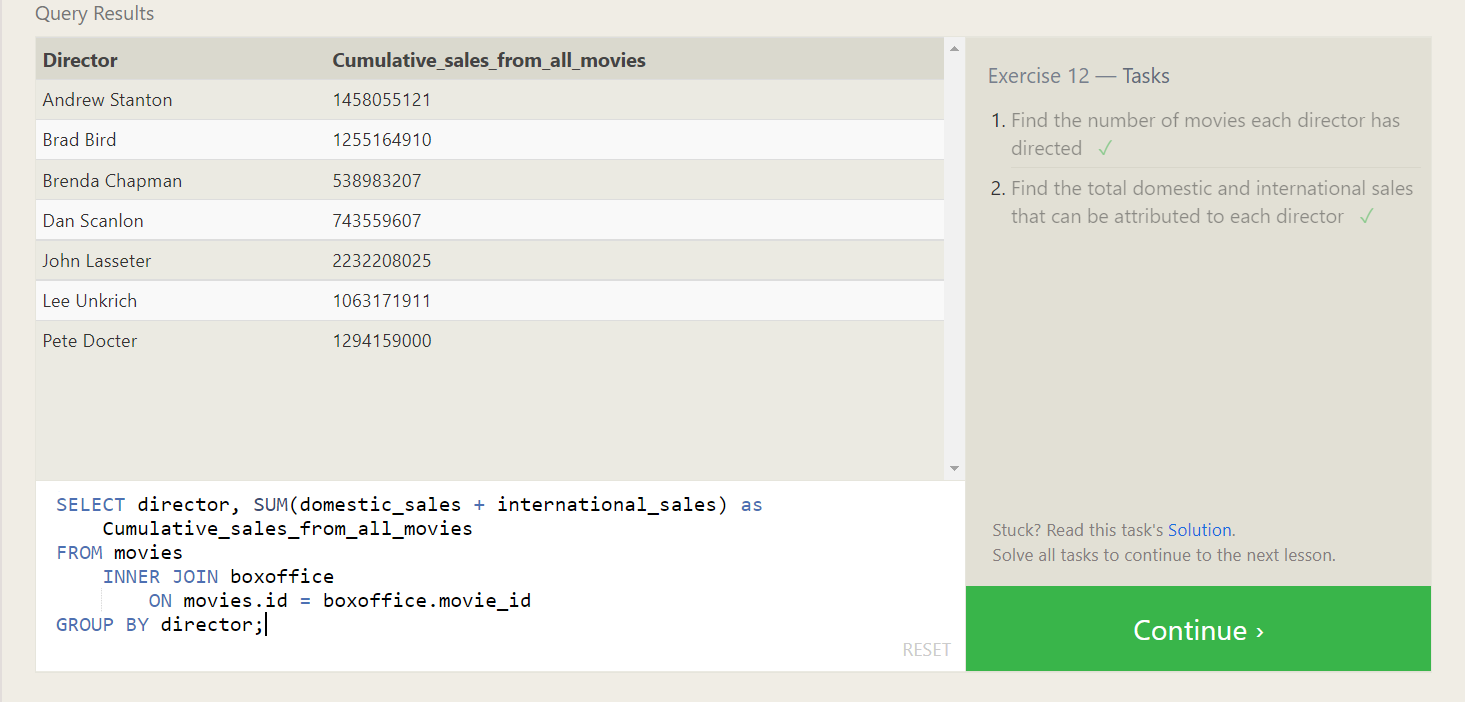 Query Results
Director Cumulative_sales_from_all_movies
Andrew Stanton 1458055121
Brad Bird 1255164910
Brenda Chapman 538983207
Dan Scanlon 743559607
John Lasseter 2232208025
Lee Unkrich 1063171911
Pete Docter 1294159000
SELECT director, SUM(domestic_sales + international_sales) as
Cumulative_sales_from_all_movies
FROM movies
INNER JOIN boxoffice
ON movies.id = boxoffice.movie_id
GROUP BY director;
RESET
Exercise 12 — Tasks
1. Find the number of movies each director has
directed ✓
2. Find the total domestic and international sales
that can be attributed to each director ✓
Stuck? Read this task's Solution.
Solve all tasks to continue to the next lesson.
Continue ›